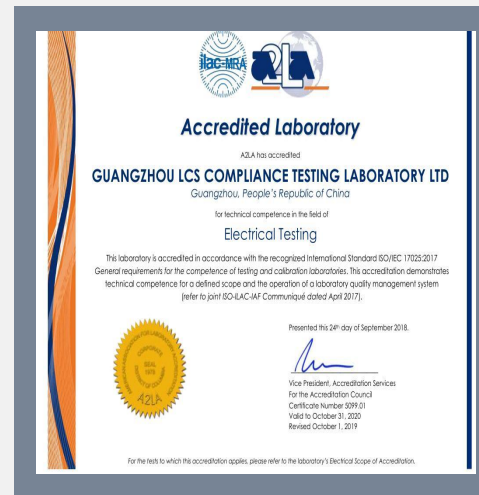 ilac-MRA
A2LA
Accredited Laboratory
A2LA has accredited
GUANGZHOU LCS COMPLIANCE TESTING LABORATORY LTD
Guangzhou, People's Republic of China
for technical competence in the field of
Electrical Testing
This laboratory is accredited in accordance with the recognized International Standard ISO/IEC 17025:2017
General requirements for the competence of testing and calibration laboratories. This accreditation demonstrates
technical competence for a defined scope and the operation of a laboratory quality management system
(refer to joint ISO-ILAC-IAF Communiqué dated April 2017).
Presented this 24th day of September 2018.
CORPORATE
SEAL
1978
A2LA
Vice President, Accreditation Services
For the Accreditation Council
Certificate Number 5099.01
Valid to October 31, 2020
Revised October 1, 2019
For the tests to which this accreditation applies, please refer to the laboratory's Electrical Scope of Accreditation.